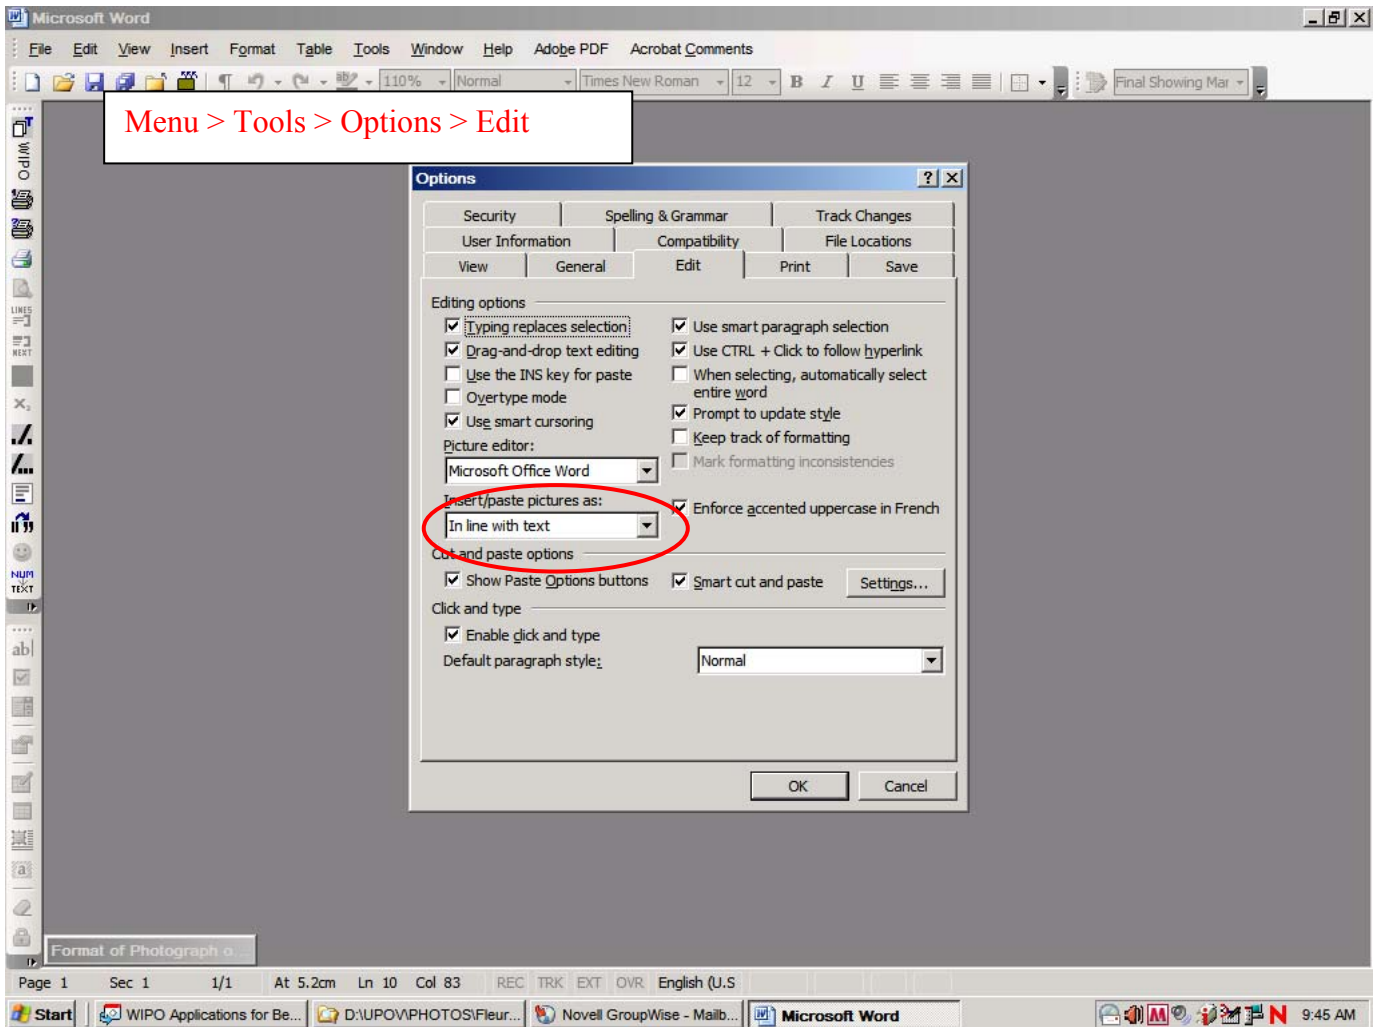 Microsoft Word
File Edit View Insert Format Table Tools Window Help Adobe PDF Acrobat Comments
110% Normal Times New Roman 12 B I U Final Showing Mar
Menu > Tools > Options > Edit
WIPO
LINES
NEXT
NUM
TEXT
ab
a
Options
Security Spelling & Grammar Track Changes
User Information Compatibility File Locations
View General Edit Print Save
Editing options
Typing replaces selection
Drag-and-drop text editing
Use the INS key for paste
Overtype mode
Use smart cursoring
Picture editor:
Microsoft Office Word
Insert/paste pictures as:
In line with text
Use smart paragraph selection
Use CTRL + Click to follow hyperlink
When selecting, automatically select
entire word
Prompt to update style
Keep track of formatting
Mark formatting inconsistencies
Enforce accented uppercase in French
Cut and paste options
Show Paste Options buttons Smart cut and paste Settings...
Click and type
Enable click and type
Default paragraph style: Normal
OK Cancel
Format of Photograph o...
Page 1 Sec 1 1/1 At 5.2cm Ln 10 Col 83 REC TRK EXT OVR English (U.S
Start WIPO Applications for Be... D:\UPOV\PHOTOS\Fleur... Novell GroupWise - Mailb... Microsoft Word M N 9:45 AM